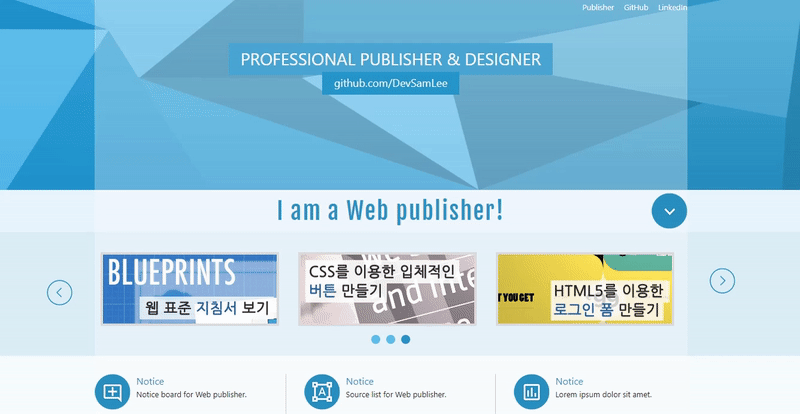 Publisher GitHub Linkedin
PROFESSIONAL PUBLISHER & DESIGNER
github.com/DevSamLee
I am a Web publisher!
BLUEPRINTS
웹 표준 지침서 보기
CSS를 이용한 입체적인
버튼 만들기
and Inte
T YOU GET
HTML5를 이용한
로그인 폼 만들기
Notice
Notice board for Web publisher.
A
Notice
Source list for Web publisher.
Notice
Lorem ipsum dolor sit amet.